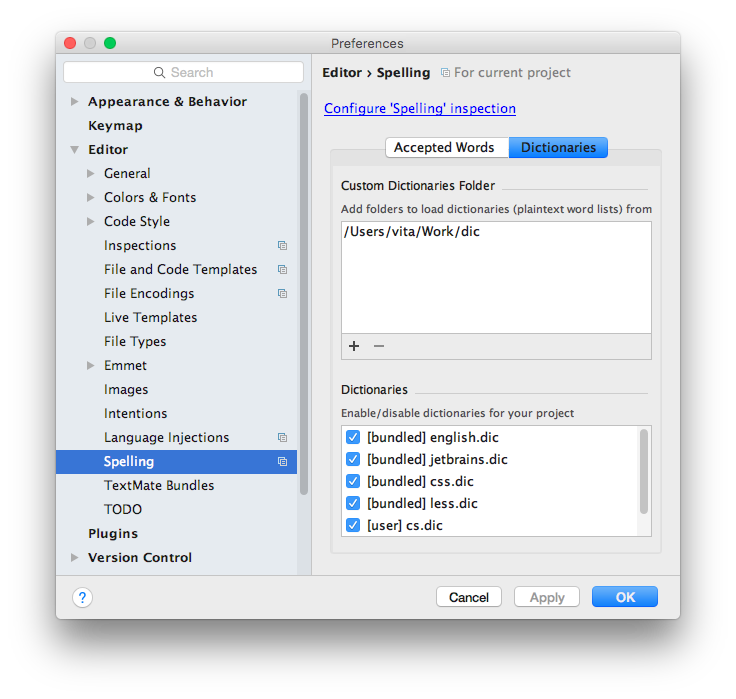 Preferences
Search
Appearance & Behavior
Keymap
Editor
General
Colors & Fonts
Code Style
Inspections
File and Code Templates
File Encodings
Live Templates
File Types
Emmet
Images
Intentions
Language Injections
Spelling
TextMate Bundles
TODO
Plugins
Version Control
Editor › Spelling For current project
Configure 'Spelling' inspection
Accepted Words Dictionaries
Custom Dictionaries Folder
Add folders to load dictionaries (plaintext word lists) from
/Users/vita/Work/dic
+ −
Dictionaries
Enable/disable dictionaries for your project
[bundled] english.dic
[bundled] jetbrains.dic
[bundled] css.dic
[bundled] less.dic
[user] cs.dic
? Cancel Apply OK